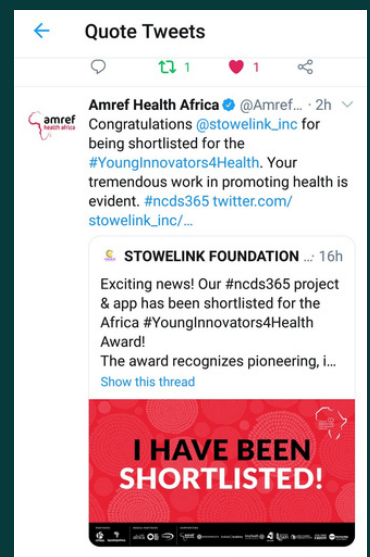 Quote Tweets
1 1
amref
health africa
Amref Health Africa @Amref... · 2h
Congratulations @stowelink_inc for
being shortlisted for the
#YoungInnovators4Health. Your
tremendous work in promoting health is
evident. #ncds365 twitter.com/
stowelink_inc/...
STOWELINK FOUNDATION ... · 16h
Exciting news! Our #ncds365 project
& app has been shortlisted for the
Africa #YoungInnovators4Health
Award!
The award recognizes pioneering, i...
Show this thread
I HAVE BEEN
SHORTLISTED!